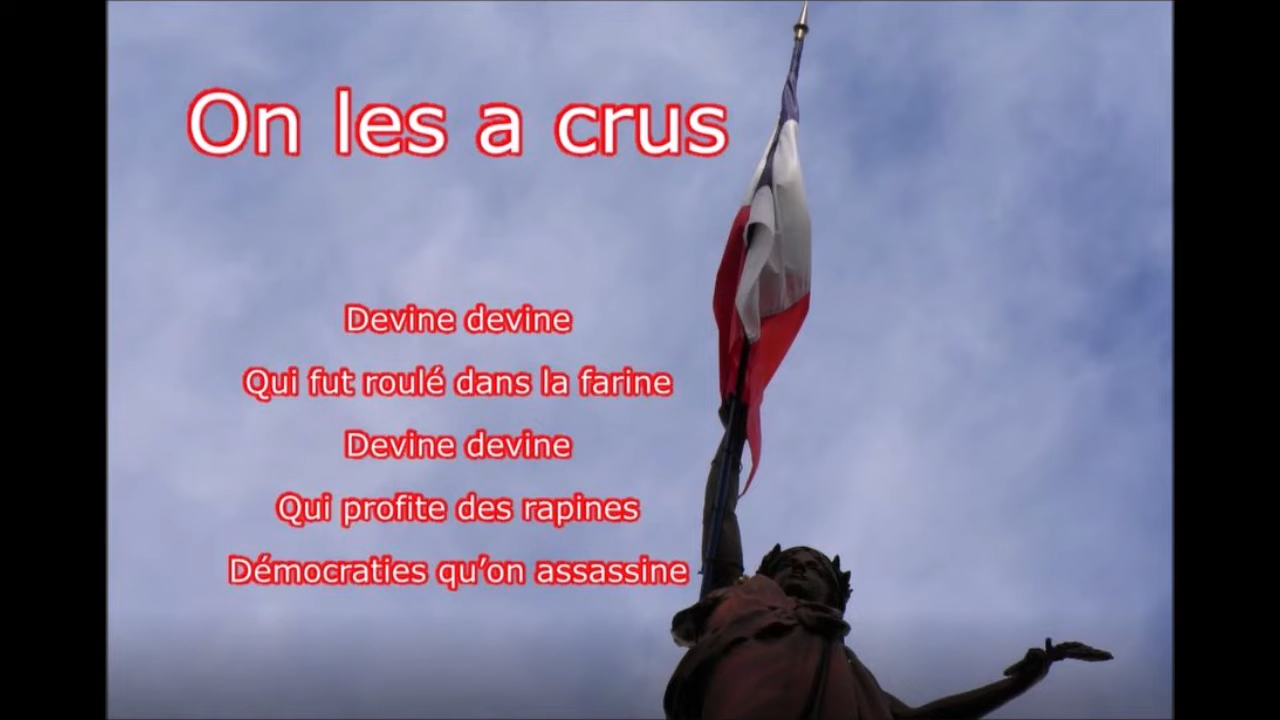 On les a crus
Devine devine
Qui fut roulé dans la farine
Devine devine
Qui profite des rapines
Démocraties qu’on assassine